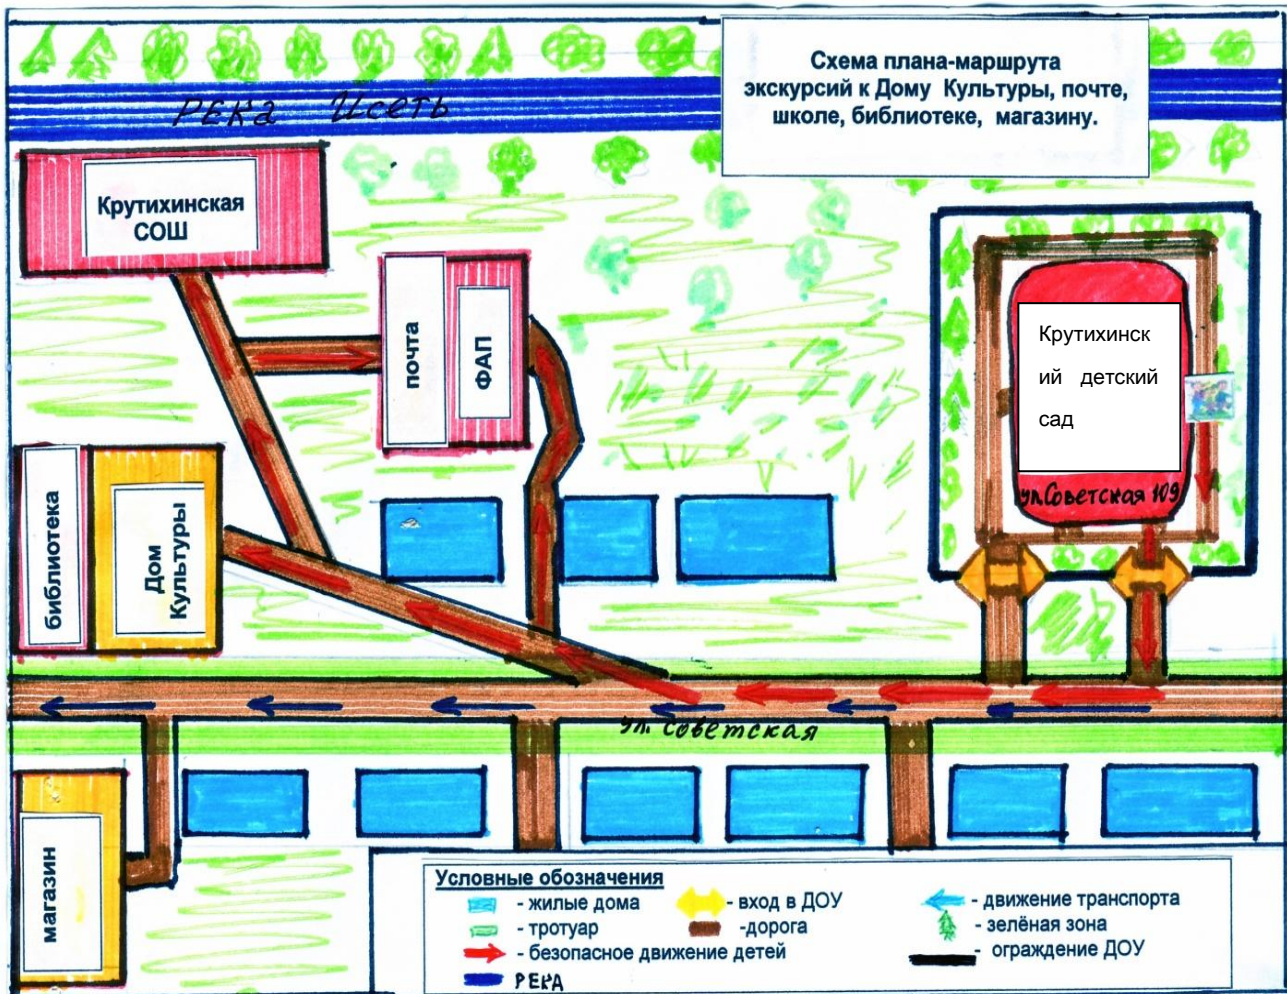 Схема плана-маршрута
экскурсий к Дому Культуры, почте,
школе, библиотеке, магазину.
РЕКа Исеть
Крутихинская
СОШ
почта
ФАП
Крутихинск
ий детский
сад
ул.Советская 109
библиотека
Дом
Культуры
ул. Советская
магазин
Условные обозначения
- жилые дома
- вход в ДОУ
- движение транспорта
- тротуар
-дорога
- зелёная зона
- безопасное движение детей
- ограждение ДОУ
РЕКА